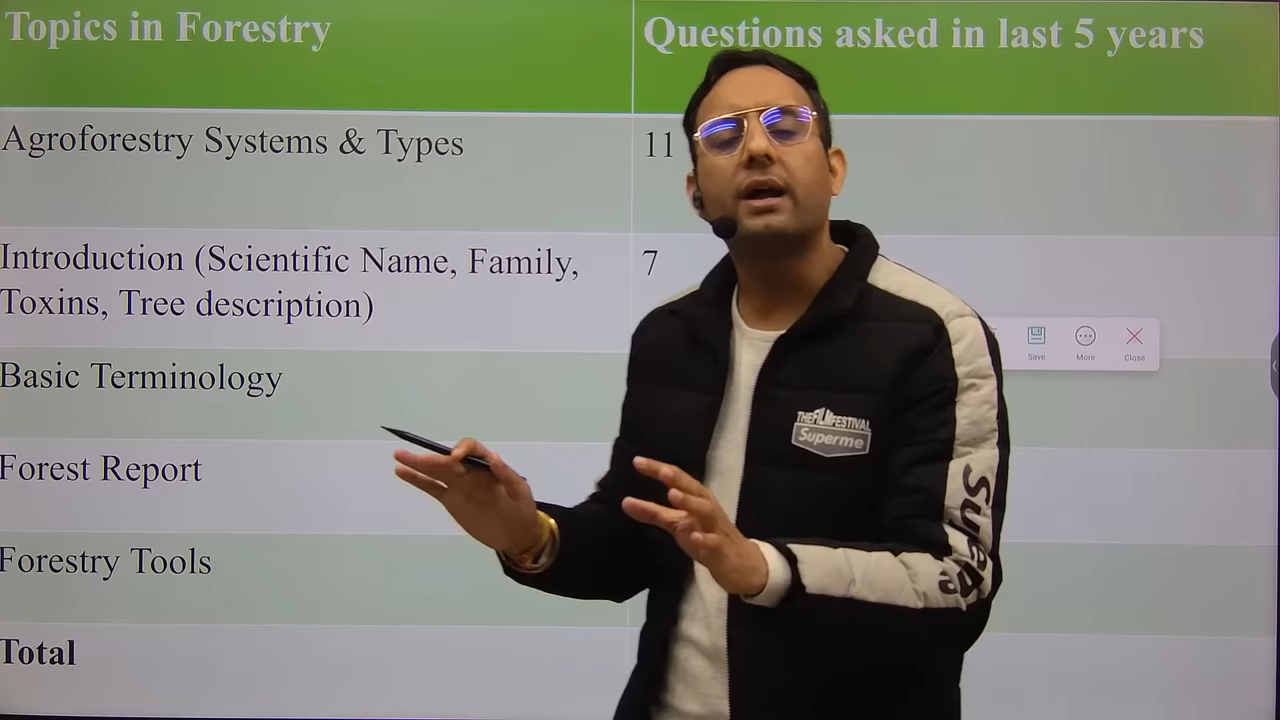 Topics in Forestry
Questions asked in last 5 years
Agroforestry Systems & Types
11
Introduction (Scientific Name, Family,
Toxins, Tree description)
7
Save
More
Close
Basic Terminology
THEFILMFESTIVAL
Superme
Forest Report
Forestry Tools
Total